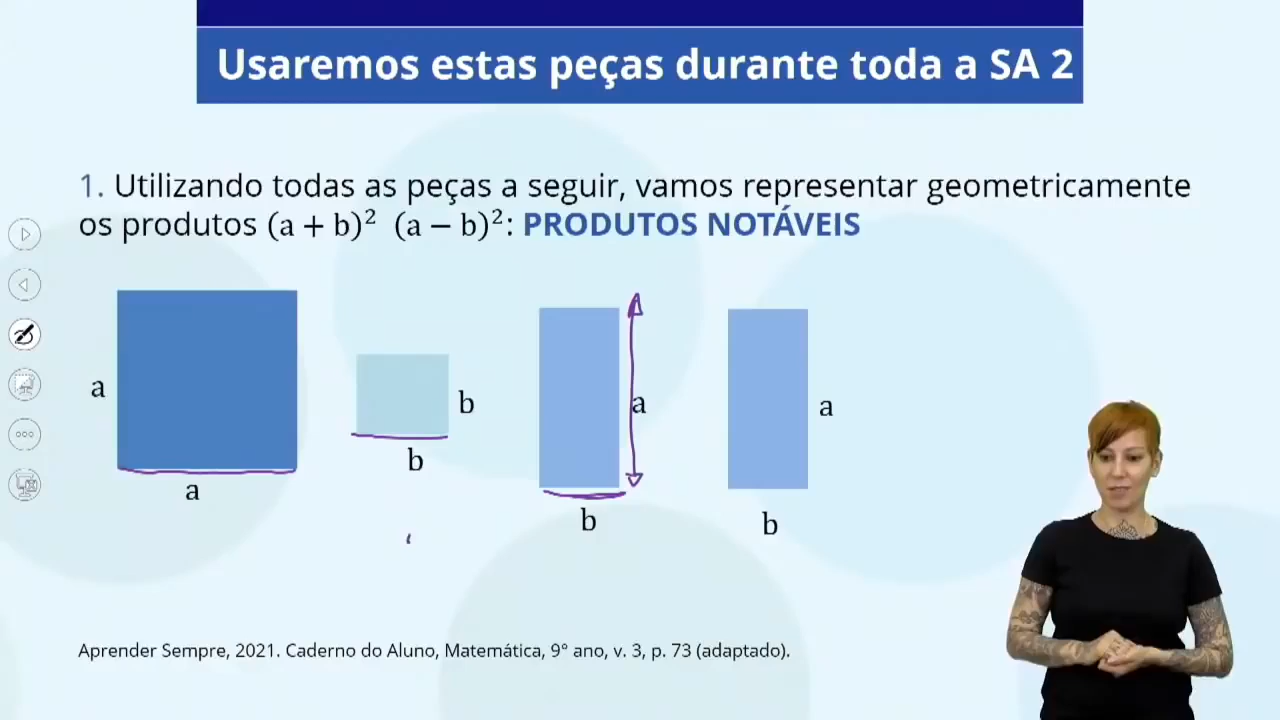 Usaremos estas peças durante toda a SA 2
1. Utilizando todas as peças a seguir, vamos representar geometricamente
os produtos (a + b)² (a − b)²: PRODUTOS NOTÁVEIS
a
a
b
b
a
b
a
b
Aprender Sempre, 2021. Caderno do Aluno, Matemática, 9° ano, v. 3, p. 73 (adaptado).